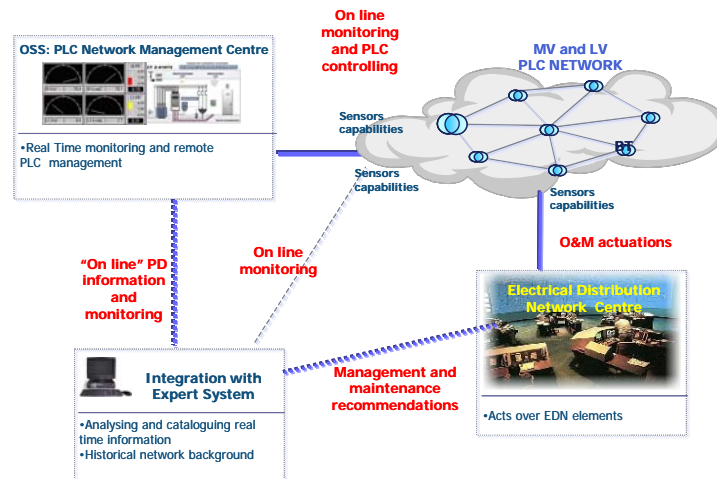 On line
monitoring
and PLC
controlling
OSS: PLC Network Management Centre
MV and LV
PLC NETWORK
Sensors
capabilities
BT
•Real Time monitoring and remote
PLC management
Sensors
capabilities
Sensors
capabilities
O&M actuations
On line
monitoring
“On line” PD
information
and
monitoring
Electrical Distribution
Network Centre
Integration with
Expert System
Management and
maintenance
recommendations
•Acts over EDN elements
•Analysing and cataloguing real
time information
•Historical network background